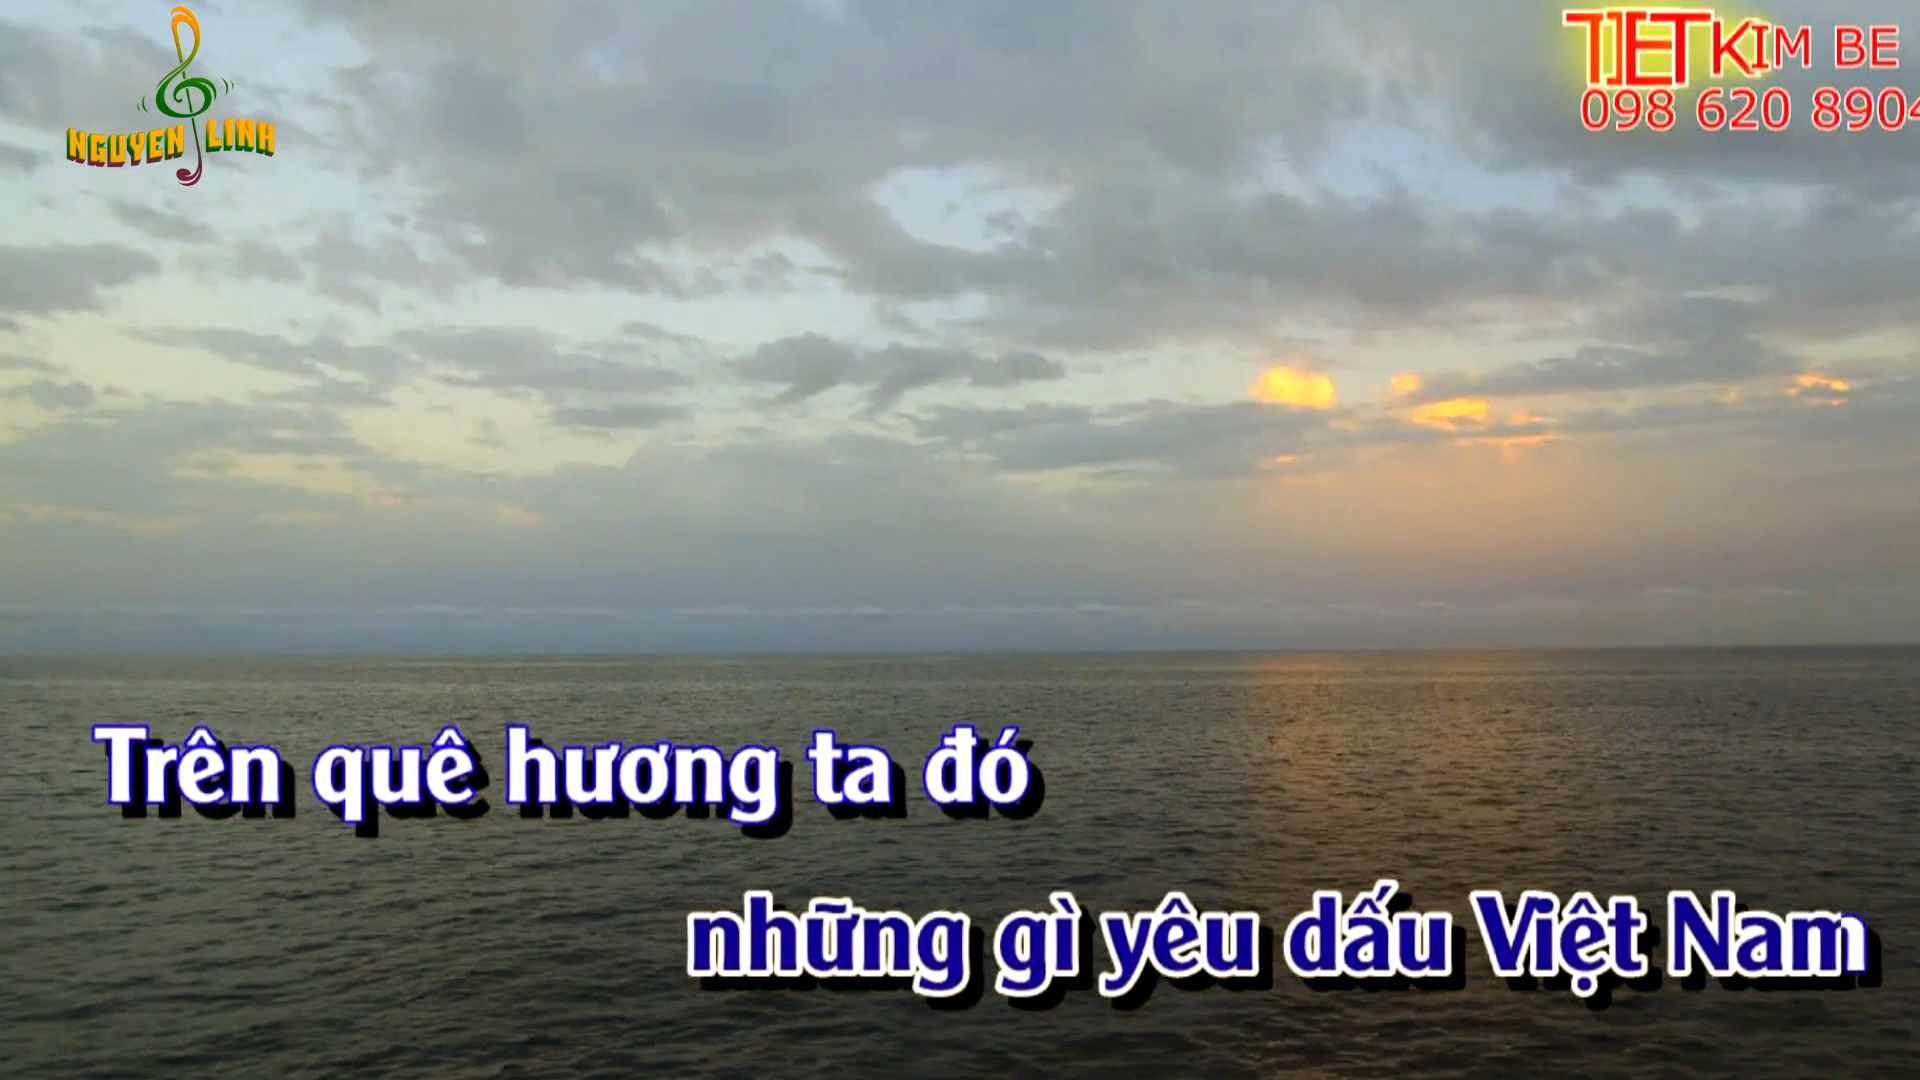 NGUYEN LINH
TIET KIM BE
098 620 8904
Trên quê hương ta đó
những gì yêu dấu Việt Nam